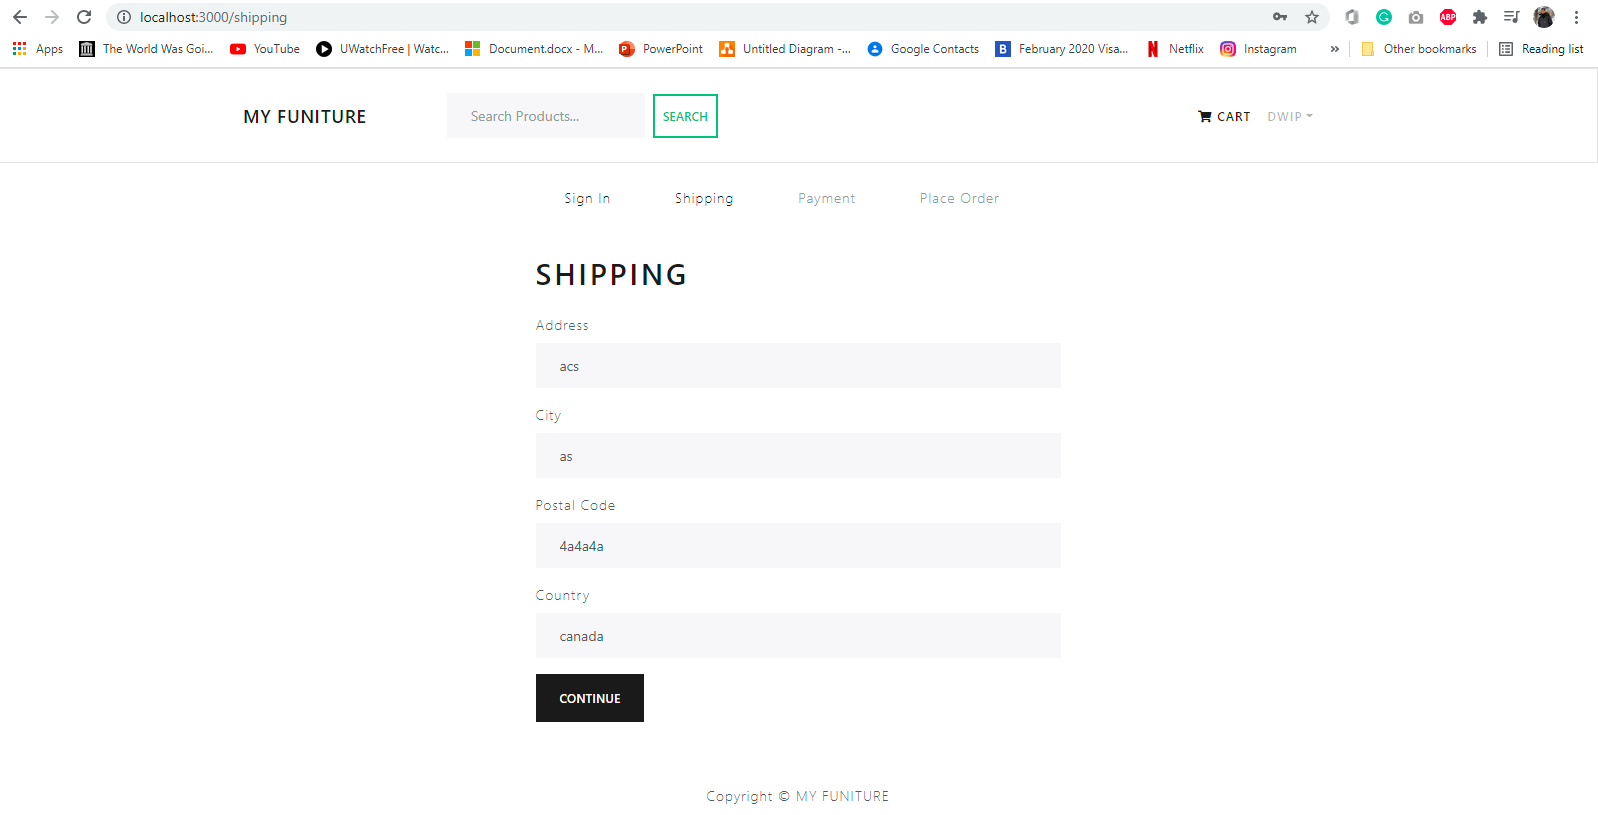 localhost:3000/shipping
Apps The World Was Goi... YouTube UWatchFree | Watc... Document.docx - M... PowerPoint Untitled Diagram -... Google Contacts February 2020 Visa... Netflix Instagram » Other bookmarks Reading list
MY FUNITURE Search Products... SEARCH CART DWIP
Sign In Shipping Payment Place Order
SHIPPING
Address
acs
City
as
Postal Code
4a4a4a
Country
canada
CONTINUE
Copyright © MY FUNITURE